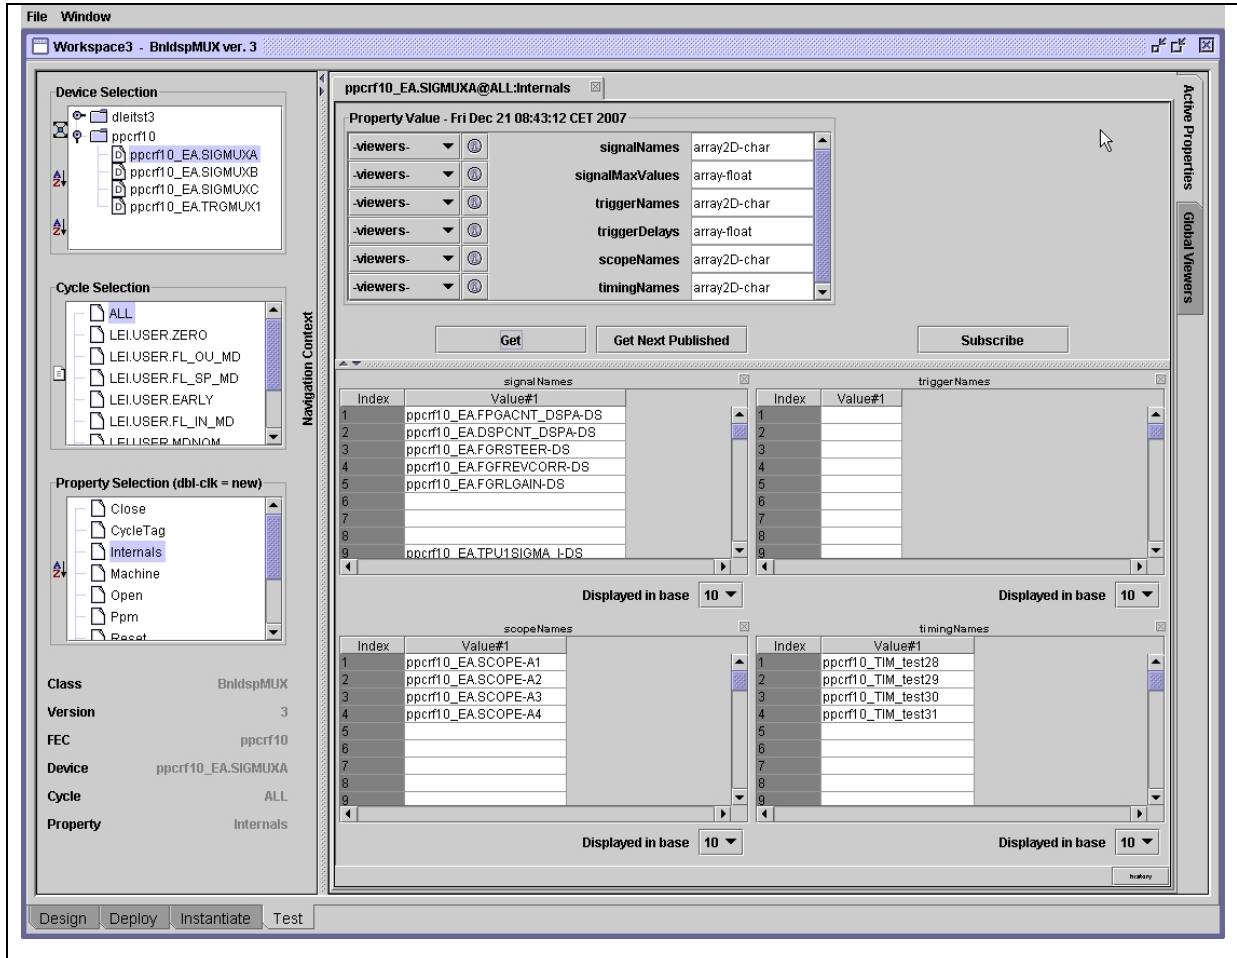 File Window
Workspace3 - BnldspMUX ver. 3
Device Selection
dleitst3
ppcrf10
ppcrf10_EA.SIGMUXA
ppcrf10_EA.SIGMUXB
ppcrf10_EA.SIGMUXC
ppcrf10_EA.TRGMUX1
Cycle Selection
ALL
LEI.USER.ZERO
LEI.USER.FL_OU_MD
LEI.USER.FL_SP_MD
LEI.USER.EARLY
LEI.USER.FL_IN_MD
LEI.USER.MDNOM
Property Selection (dbl-clk = new)
Close
CycleTag
Internals
Machine
Open
Ppm
Reset
Class BnldspMUX
Version 3
FEC ppcrf10
Device ppcrf10_EA.SIGMUXA
Cycle ALL
Property Internals
Navigation Context
ppcrf10_EA.SIGMUXA@ALL:Internals
Property Value - Fri Dec 21 08:43:12 CET 2007
-viewers- signalNames array2D-char
-viewers- signalMaxValues array-float
-viewers- triggerNames array2D-char
-viewers- triggerDelays array-float
-viewers- scopeNames array2D-char
-viewers- timingNames array2D-char
Get Get Next Published Subscribe
signalNames
Index Value#1
1 ppcrf10_EA.FPGACNT_DSPA-DS
2 ppcrf10_EA.DSPCNT_DSPA-DS
3 ppcrf10_EA.FGRSTEER-DS
4 ppcrf10_EA.FGFREVCORR-DS
5 ppcrf10_EA.FGRLGAIN-DS
6
7
8
9 ppcrf10_EA.TPU1SIGMA_I-DS
Displayed in base 10
triggerNames
Index Value#1
1
2
3
4
5
6
7
8
9
Displayed in base 10
scopeNames
Index Value#1
1 ppcrf10_EA.SCOPE-A1
2 ppcrf10_EA.SCOPE-A2
3 ppcrf10_EA.SCOPE-A3
4 ppcrf10_EA.SCOPE-A4
5
6
7
8
9
Displayed in base 10
timingNames
Index Value#1
1 ppcrf10_TIM_test28
2 ppcrf10_TIM_test29
3 ppcrf10_TIM_test30
4 ppcrf10_TIM_test31
5
6
7
8
9
Displayed in base 10
history
Active Properties
Global Viewers
Design Deploy Instantiate Test